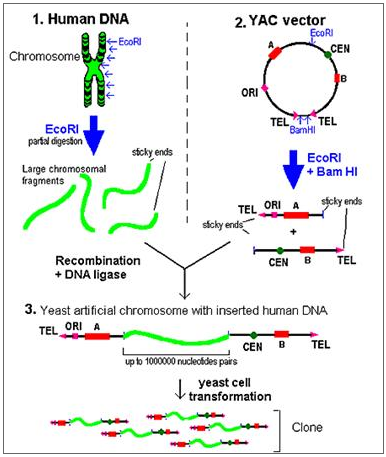 1. Human DNA
Chromosome
EcoRI
EcoRI
partial digestion
sticky ends
Large chromosomal
fragments
2. YAC vector
EcoRI
A
CEN
B
ORI
TEL
TEL
BamHI
EcoRI
+ Bam HI
sticky ends
TEL
ORI
A
sticky ends
+
CEN
B
TEL
Recombination
+ DNA ligase
3. Yeast artificial chromosome with inserted human DNA
TEL
ORI
A
CEN
B
TEL
up to 1000000 nucleotides pairs
yeast cell
transformation
Clone